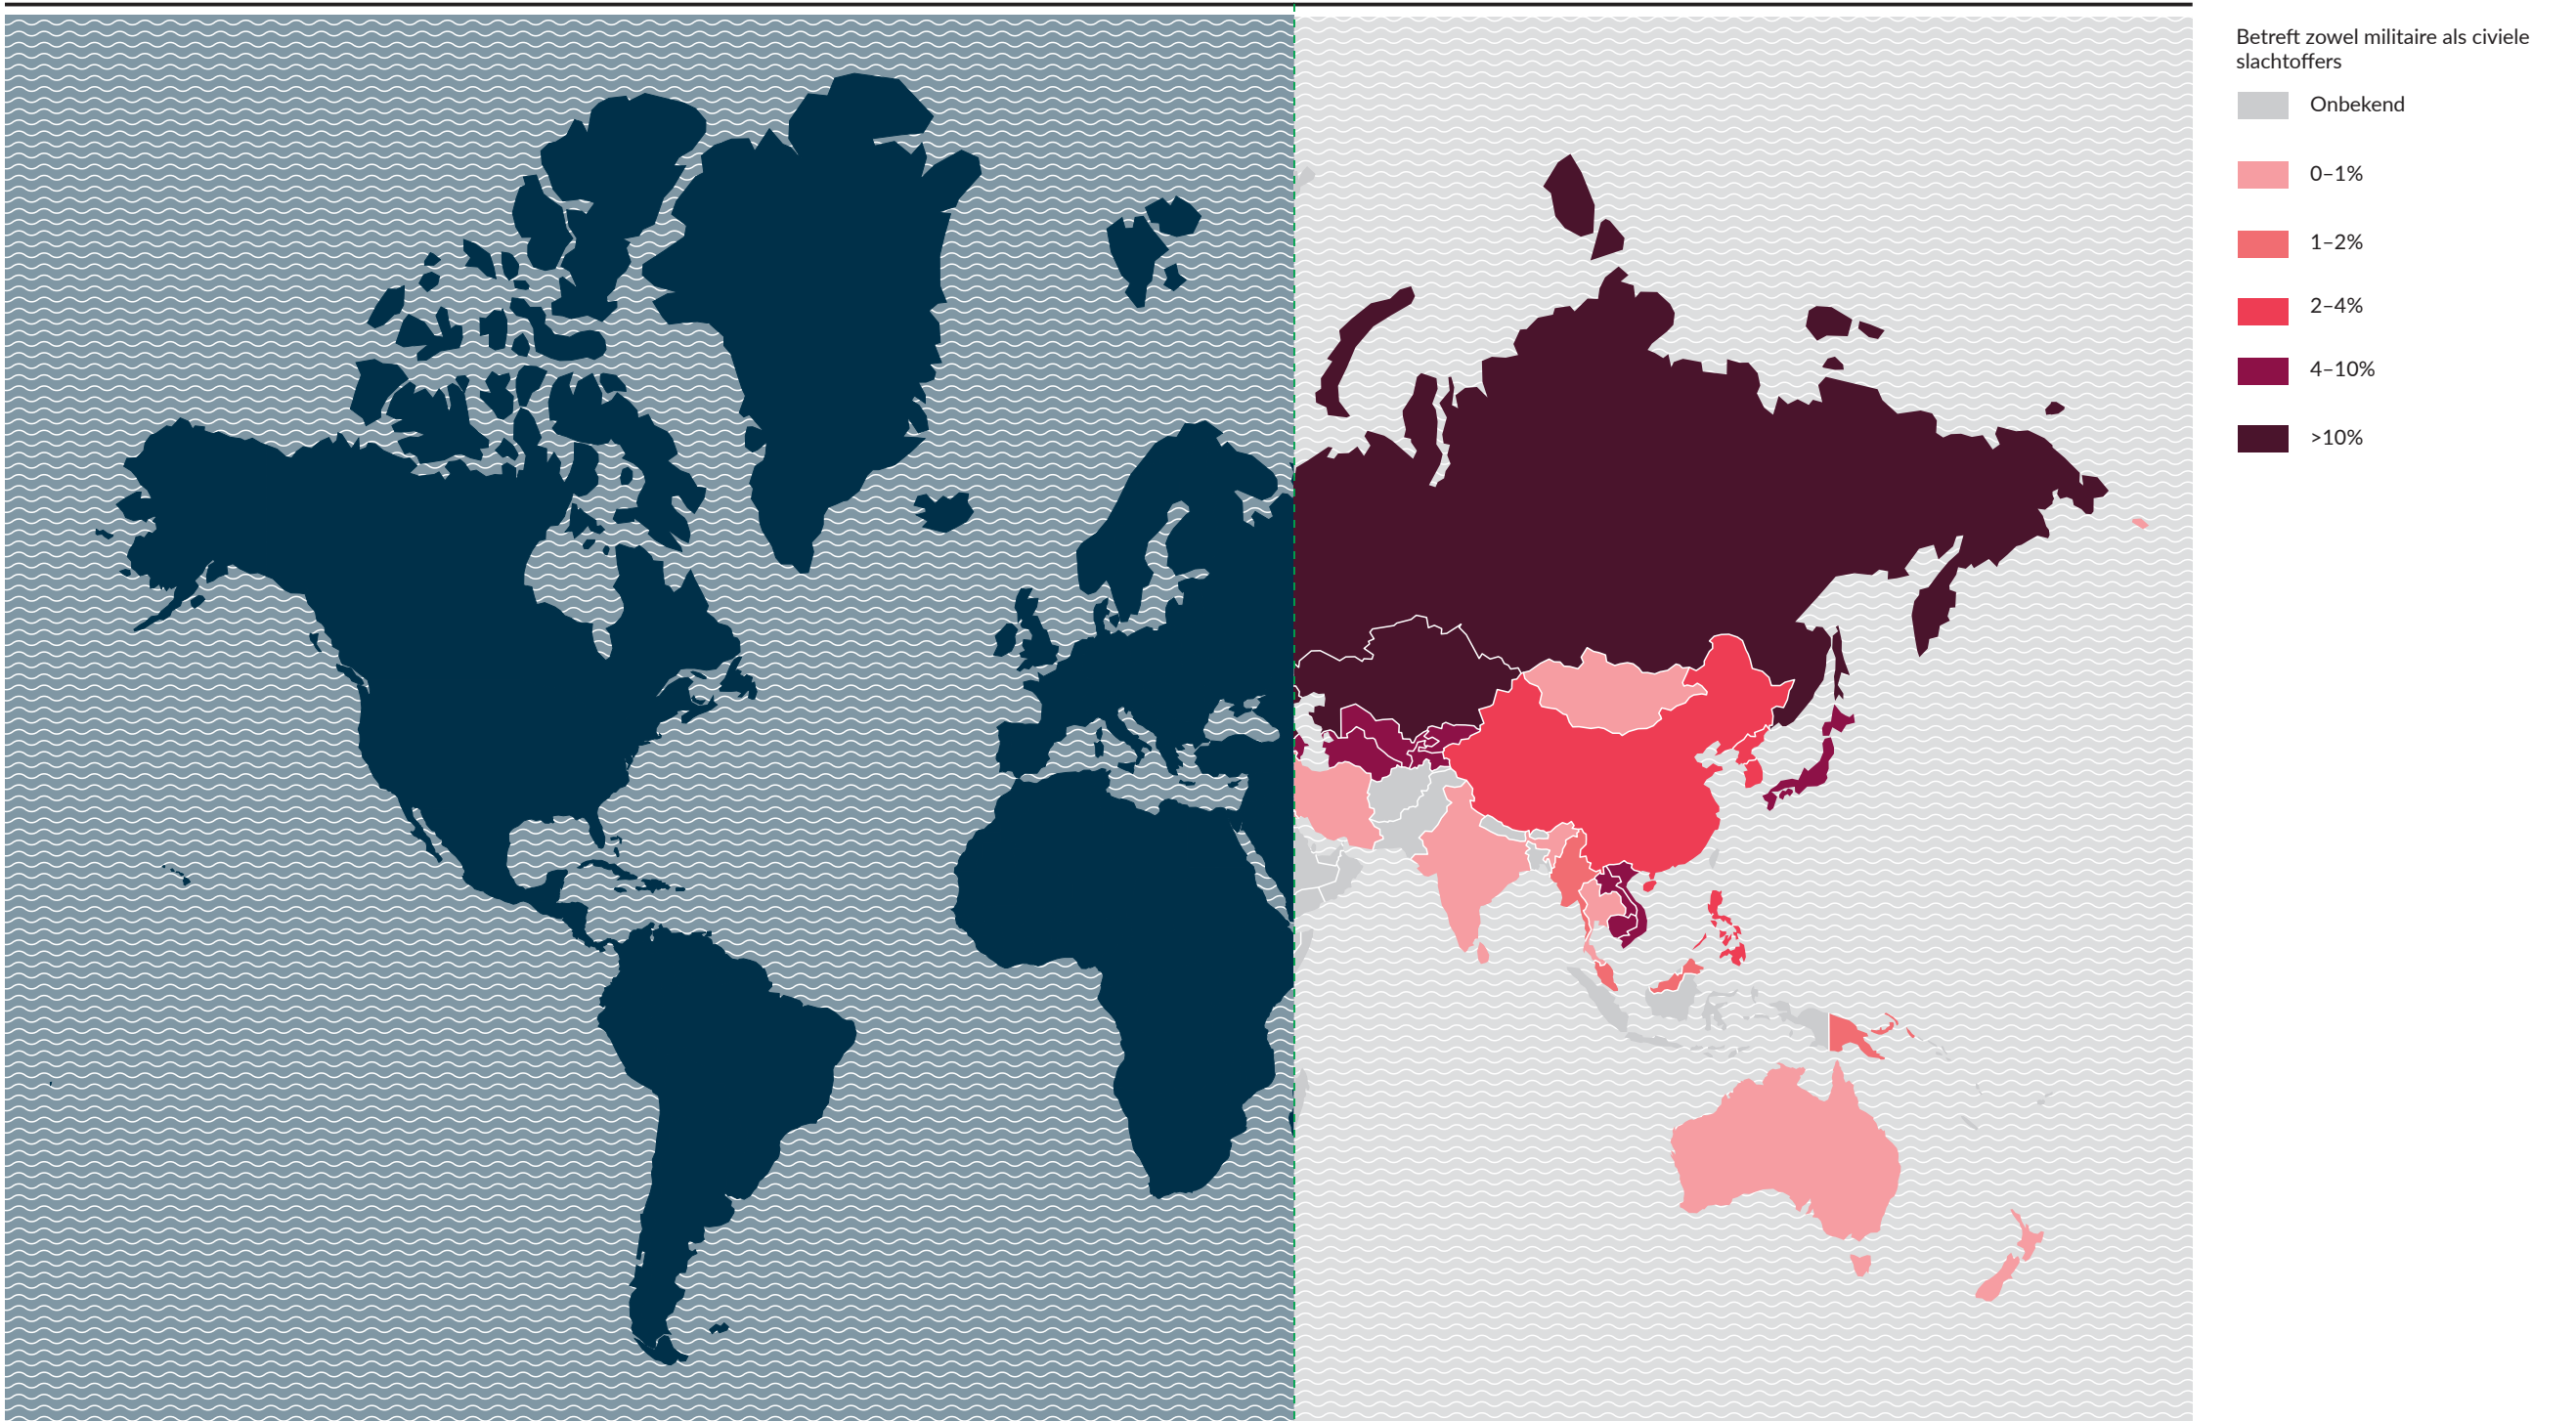 Betreft zowel militaire als civiele
slachtoffers
Onbekend
0–1%
1–2%
2–4%
4–10%
>10%